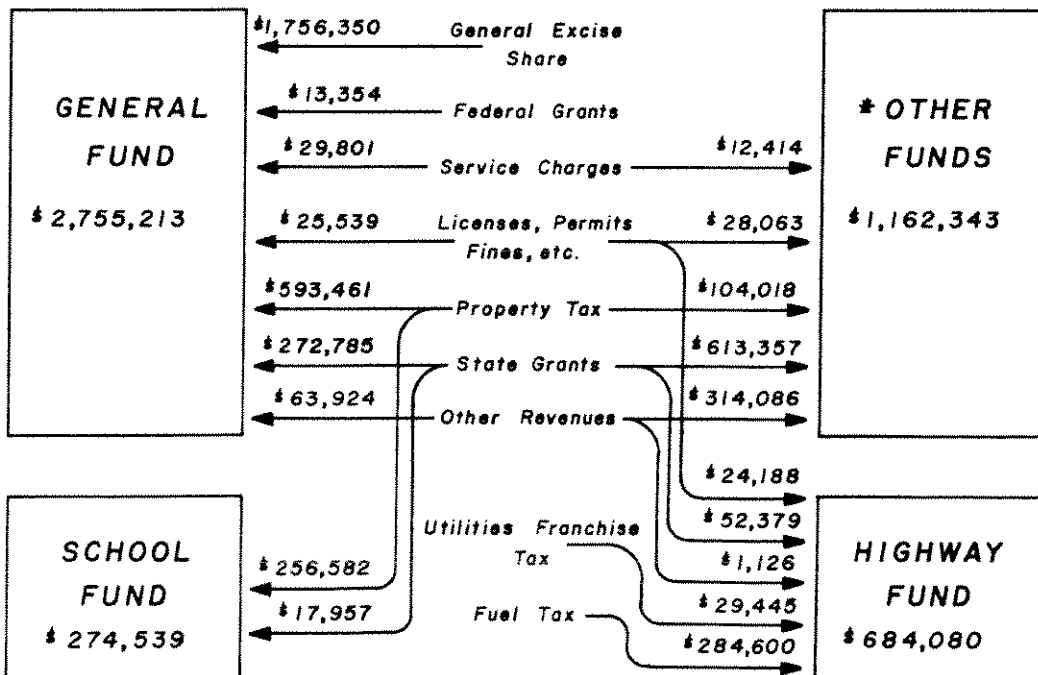 GENERAL
FUND
$ 2,755,213
$1,756,350
General Excise
Share
$13,354
Federal Grants
$29,801
Service Charges
$12,414
$25,539
Licenses, Permits
Fines, etc.
$28,063
$593,461
Property Tax
$104,018
$272,785
State Grants
$613,357
$63,924
Other Revenues
$314,086
* OTHER
FUNDS
$1,162,343
SCHOOL
FUND
$ 274,539
$256,582
$17,957
Utilities Franchise
Tax
Fuel Tax
$24,188
$52,379
$1,126
$29,445
$284,600
HIGHWAY
FUND
$684,080